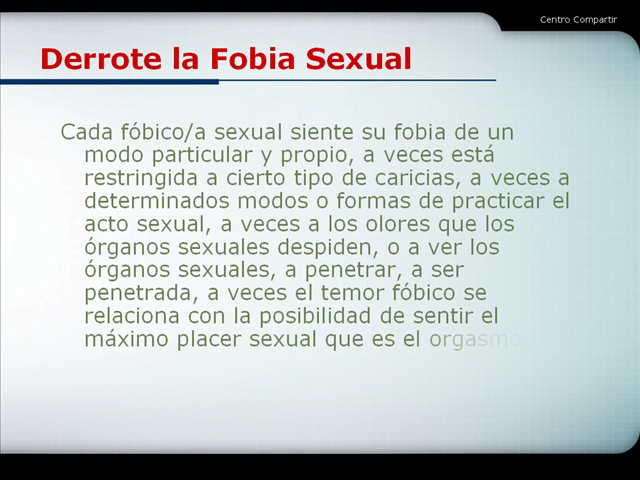 Centro Compartir
Derrote la Fobia Sexual
Cada fóbico/a sexual siente su fobia de un
modo particular y propio, a veces está
restringida a cierto tipo de caricias, a veces a
determinados modos o formas de practicar el
acto sexual, a veces a los olores que los
órganos sexuales despiden, o a ver los
órganos sexuales, a penetrar, a ser
penetrada, a veces el temor fóbico se
relaciona con la posibilidad de sentir el
máximo placer sexual que es el orgasmo